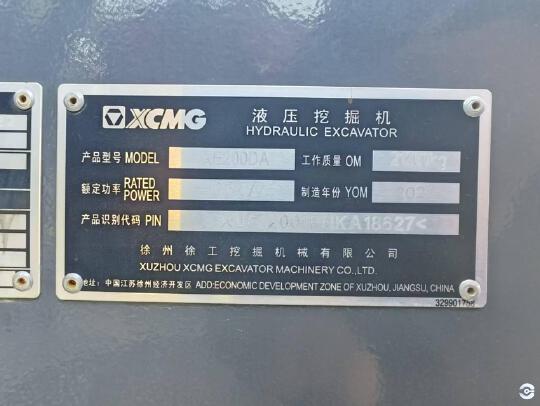 XCMG 液压挖掘机
HYDRAULIC EXCAVATOR
产品型号 MODEL 工作质量 OM
额定功率 RATED POWER 制造年份 YOM
产品识别代码 PIN
徐州徐工挖掘机械有限公司
XUZHOU XCMG EXCAVATOR MACHINERY CO.,LTD.
地址：中国江苏徐州经济开发区 ADD:ECONOMIC DEVELOPMENT ZONE OF XUZHOU, JIANGSU, CHINA